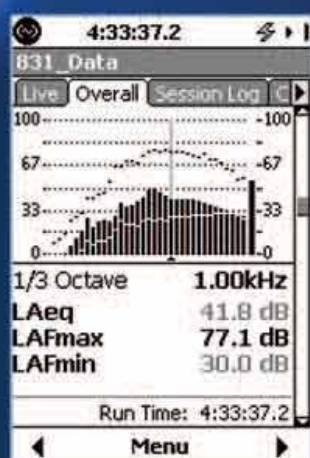 4:33:37.2
831_Data
Live Overall Session Log C
100 -100
67 -67
33 -33
0 -0
1/3 Octave 1.00kHz
LAeq 41.8 dB
LAFmax 77.1 dB
LAFmin 30.0 dB
Run Time: 4:33:37.2
Menu